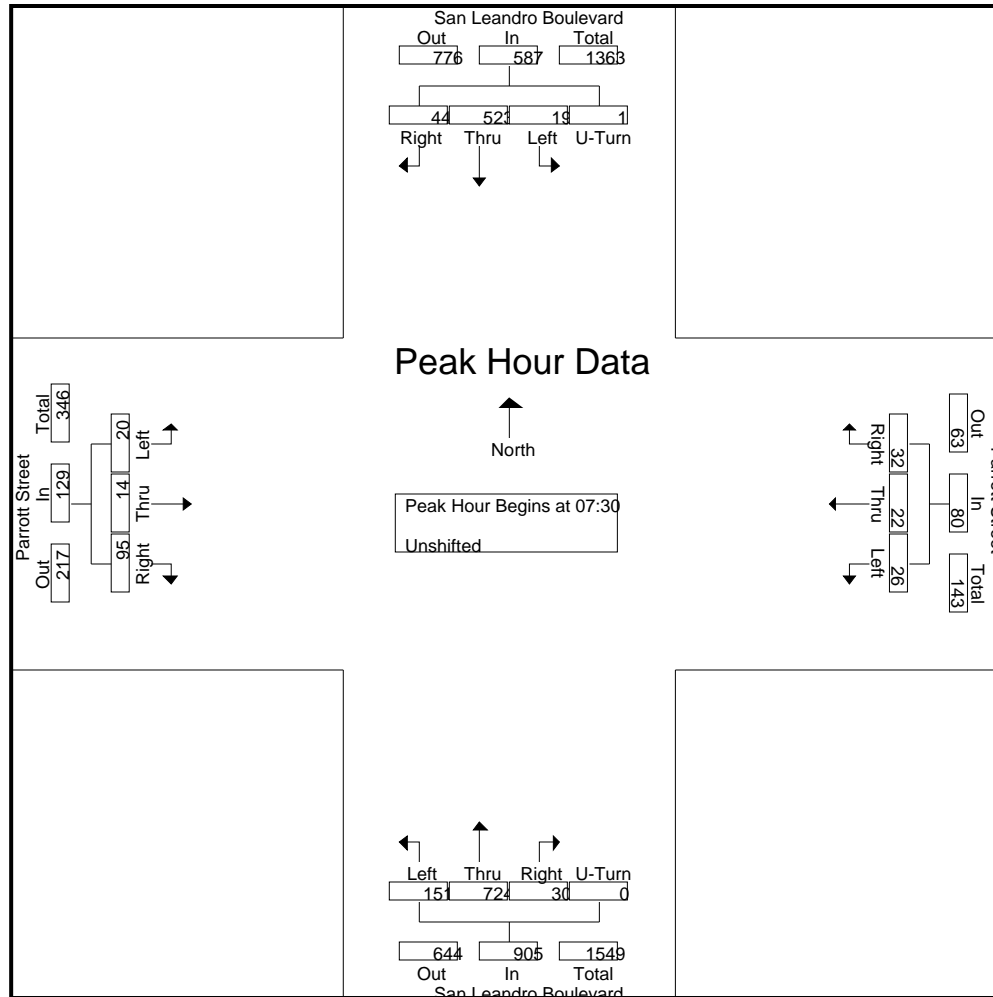 San Leandro Boulevard
Out In Total
776 587 1363
44 523 19 1
Right Thru Left U-Turn
Peak Hour Data
North
Peak Hour Begins at 07:30
Unshifted
Parrott Street
Out In Total
217 129 346
95 14 20
Right Thru Left
Out In Total
63 80 143
32 22 26
Right Thru Left
Left Thru Right U-Turn
151 724 30 0
644 905 1549
Out In Total
San Leandro Boulevard